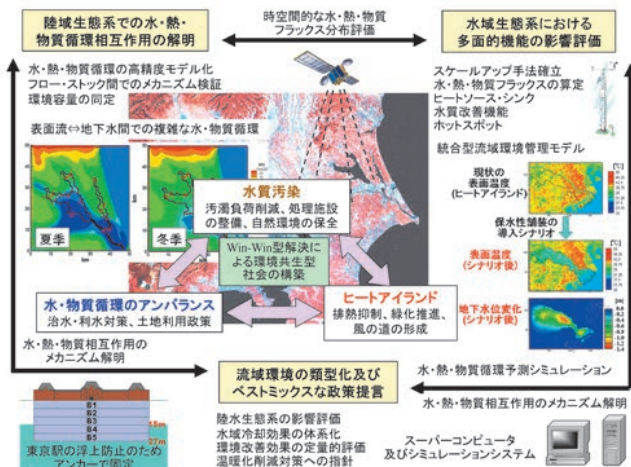 陸域生態系での水・熱・
物質循環相互作用の解明
時空間的な水・熱・物質
フラックス分布評価
水域生態系における
多面的機能の影響評価
水・熱・物質循環の高精度モデル化
フロー・ストック間でのメカニズム検証
環境容量の同定
表面流⇔地下水間での複雑な水・物質循環
夏季
冬季
スケールアップ手法確立
水・熱・物質フラックスの算定
ヒートソース・シンク
水質改善機能
ホットスポット
統合型流域環境管理モデル
現状の
表面温度
(ヒートアイランド)
保水性舗装の
導入シナリオ
表面温度
(シナリオ後)
地下水位変化
(シナリオ後)
水質汚染
汚濁負荷削減、処理施設
の整備、自然環境の保全
Win-Win型解決に
よる環境共生型
社会の構築
水・物質循環のアンバランス
治水・利水対策、土地利用政策
ヒートアイランド
排熱抑制、緑化推進、
風の道の形成
水・熱・物質相互作用の
メカニズム解明
B1
B2
B3
B4
B5
15m
27m
東京駅の浮上防止のため
アンカーで固定
流域環境の類型化及び
ベストミックスな政策提言
陸水生態系の影響評価
水域冷却効果の体系化
環境改善効果の定量的評価
温暖化削減対策への指針
水・熱・物質循環予測シミュレーション
水・熱・物質相互作用のメカニズム解明
スーパーコンピュータ
及びシミュレーションシステム